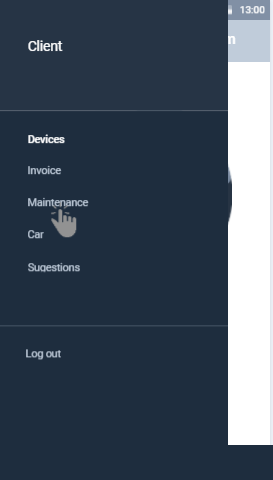 13:00
Client
Devices
Invoice
Maintenance
Car
Sugestions
Log out